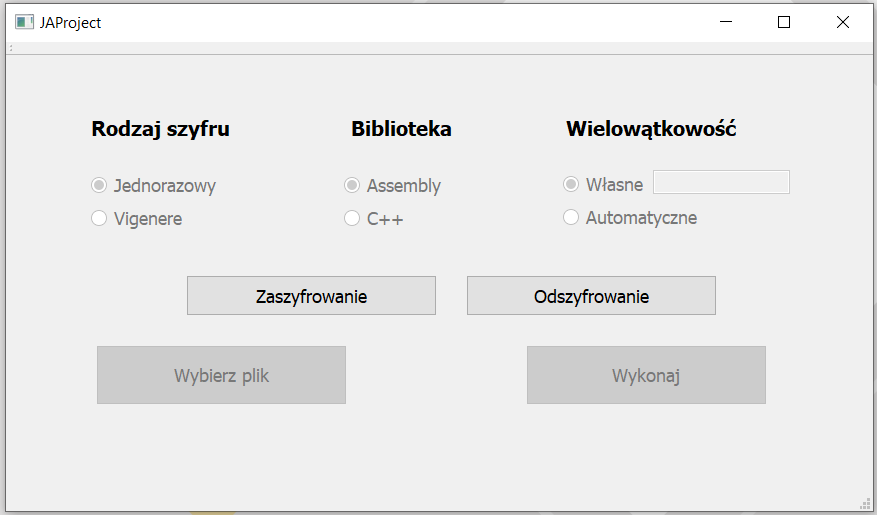 JAProject
Rodzaj szyfru Biblioteka Wielowątkowość
Jednorazowy Assembly Własne
Vigenere C++ Automatyczne
Zaszyfrowanie Odszyfrowanie
Wybierz plik Wykonaj